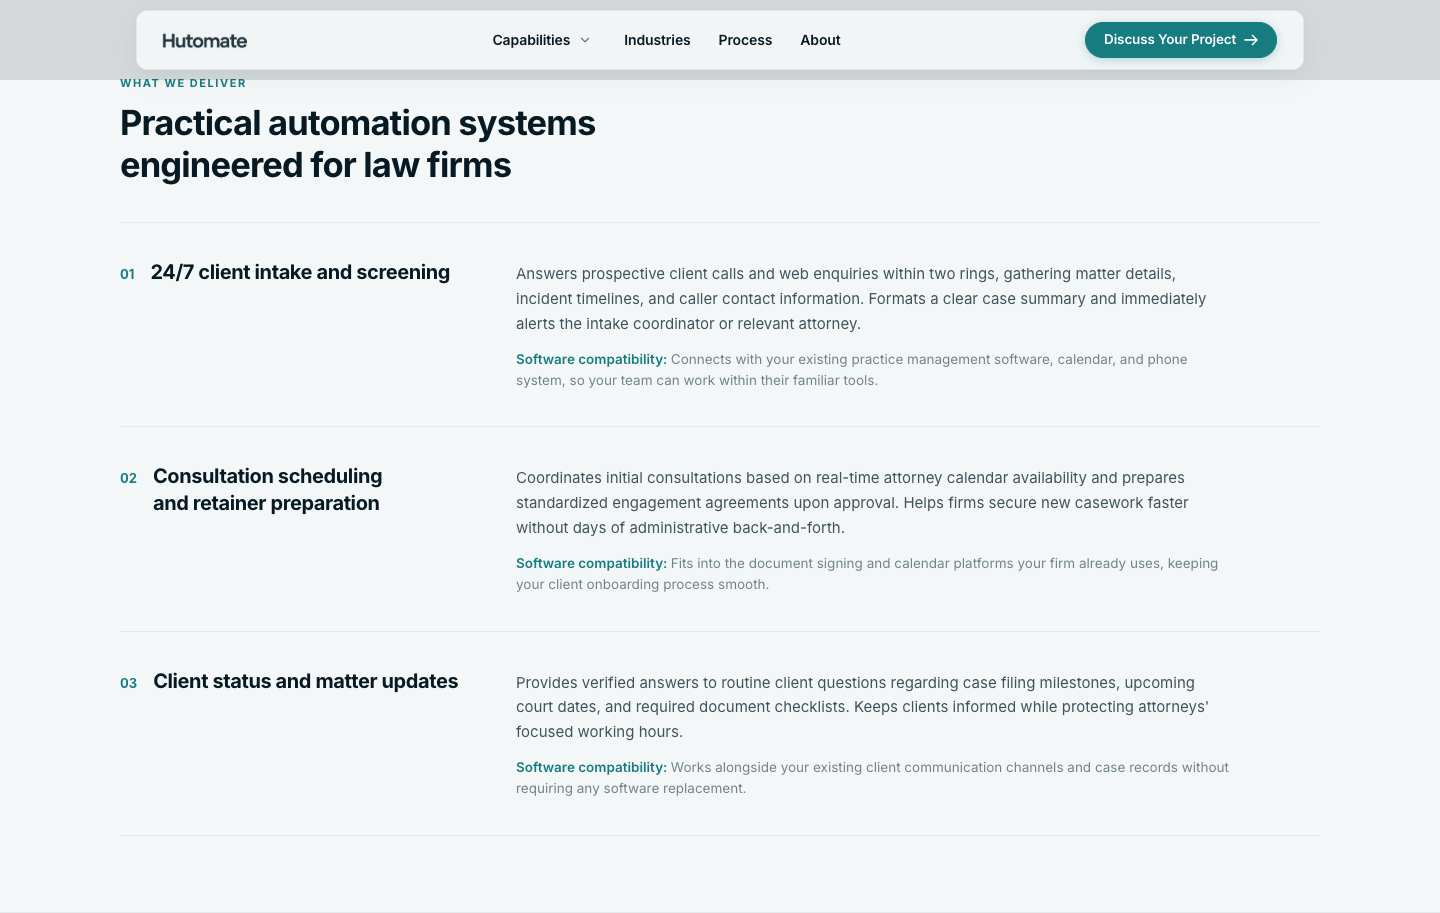 Hutomate
Capabilities
Industries
Process
About
Discuss Your Project →
WHAT WE DELIVER
Practical automation systems
engineered for law firms
01 24/7 client intake and screening
Answers prospective client calls and web enquiries within two rings, gathering matter details,
incident timelines, and caller contact information. Formats a clear case summary and immediately
alerts the intake coordinator or relevant attorney.
Software compatibility: Connects with your existing practice management software, calendar, and phone
system, so your team can work within their familiar tools.
02 Consultation scheduling
and retainer preparation
Coordinates initial consultations based on real-time attorney calendar availability and prepares
standardized engagement agreements upon approval. Helps firms secure new casework faster
without days of administrative back-and-forth.
Software compatibility: Fits into the document signing and calendar platforms your firm already uses, keeping
your client onboarding process smooth.
03 Client status and matter updates
Provides verified answers to routine client questions regarding case filing milestones, upcoming
court dates, and required document checklists. Keeps clients informed while protecting attorneys'
focused working hours.
Software compatibility: Works alongside your existing client communication channels and case records without
requiring any software replacement.